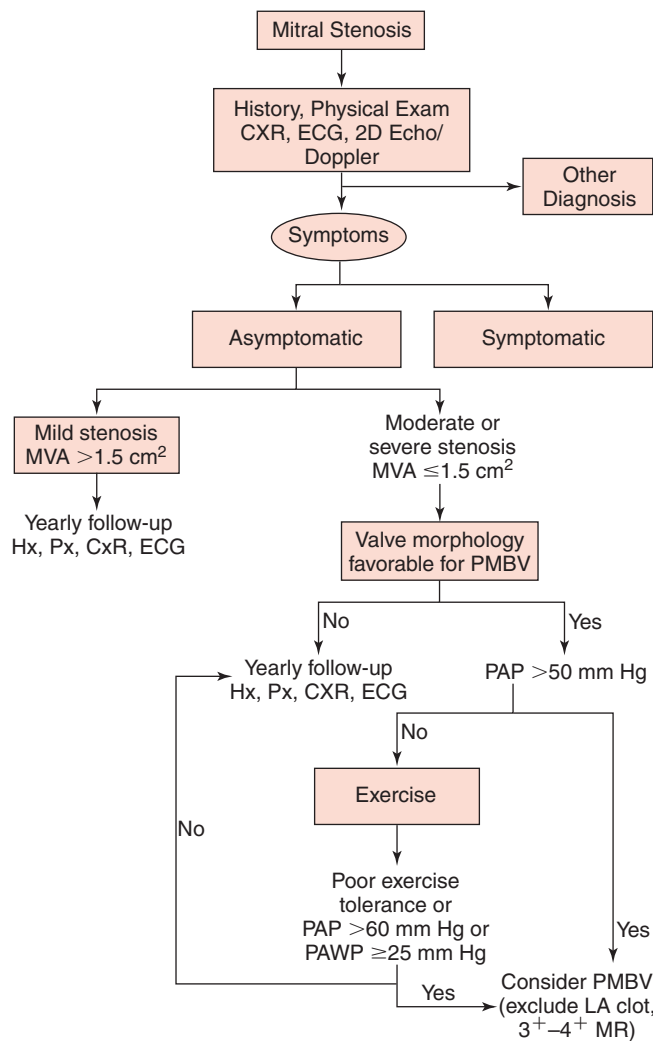 Mitral Stenosis
History, Physical Exam
CXR, ECG, 2D Echo/
Doppler
Other
Diagnosis
Symptoms
Asymptomatic
Symptomatic
Mild stenosis
MVA >1.5 cm²
Moderate or
severe stenosis
MVA ≤1.5 cm²
Yearly follow-up
Hx, Px, CxR, ECG
Valve morphology
favorable for PMBV
No
Yes
Yearly follow-up
Hx, Px, CXR, ECG
PAP >50 mm Hg
No
Exercise
No
Poor exercise
tolerance or
PAP >60 mm Hg or
PAWP ≥25 mm Hg
Yes
Yes
Consider PMBV
(exclude LA clot,
3⁺–4⁺ MR)